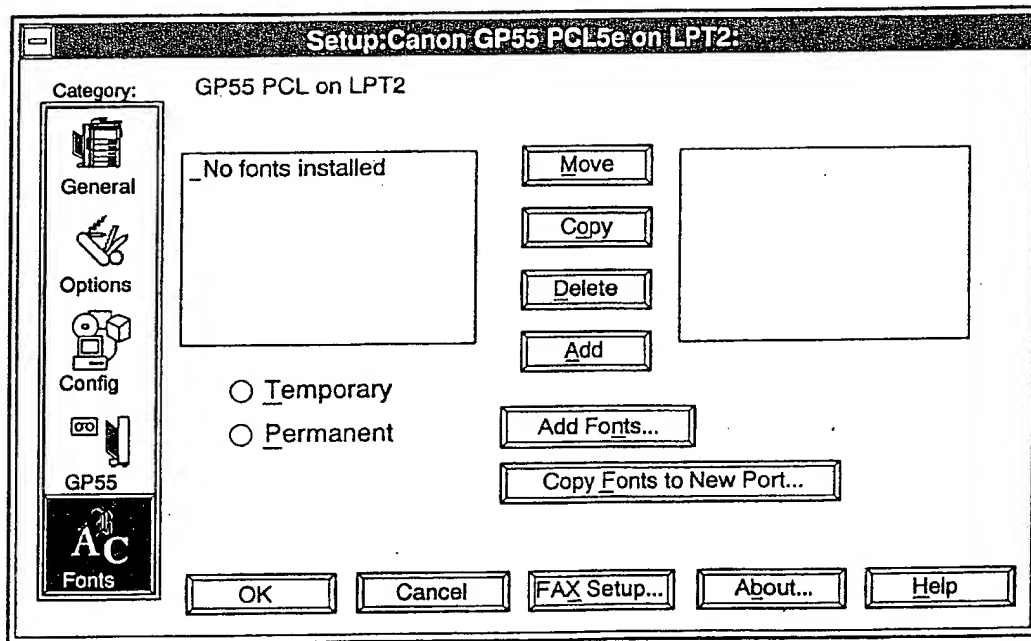 Setup:Canon GP55 PCL5e on LPT2:
Category:
GP55 PCL on LPT2
General
Options
Config
GP55
ABC
Fonts
_No fonts installed
Move
Copy
Delete
Add
Temporary
Permanent
Add Fonts...
Copy Fonts to New Port...
OK
Cancel
FAX Setup...
About...
Help